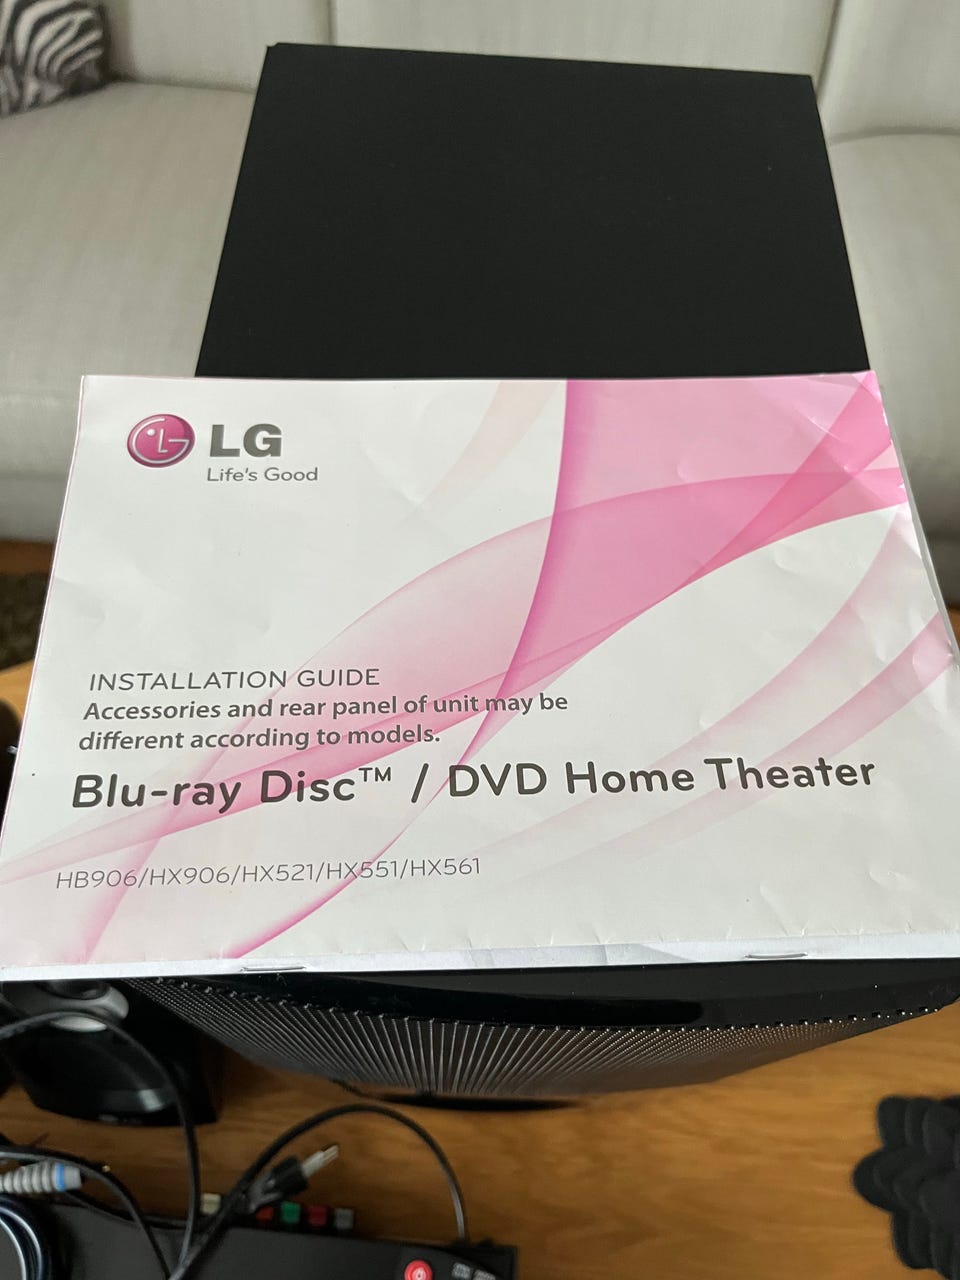 LG
Life's Good
INSTALLATION GUIDE
Accessories and rear panel of unit may be
different according to models.
Blu-ray Disc™ / DVD Home Theater
HB906/HX906/HX521/HX551/HX561